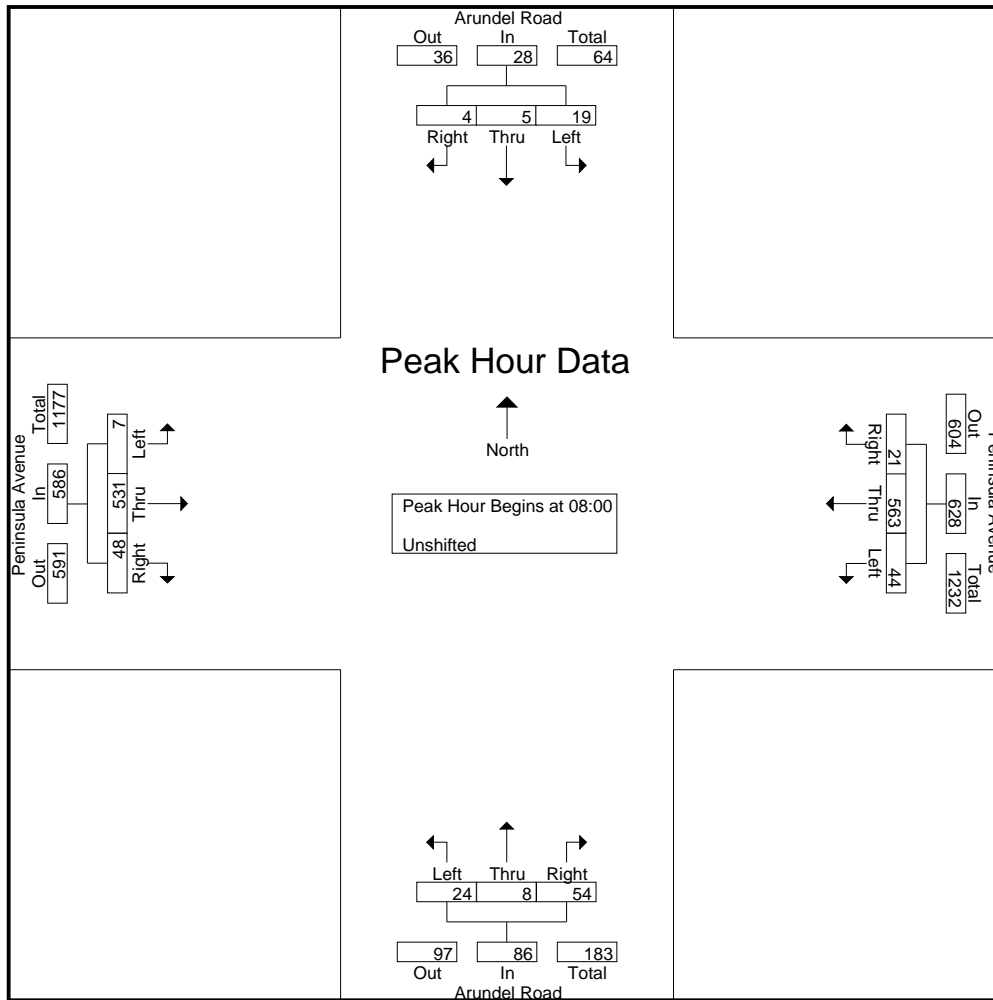 Arundel Road
Out In Total
36 28 64
4 5 19
Right Thru Left
Peak Hour Data
North
Peak Hour Begins at 08:00
Unshifted
Peninsula Avenue
Total In Out
1177 586 591
7 531 48
Left Thru Right
Right Thru Left
21 563 44
604 628 1232
Out In Total
Peninsula Avenue
Left Thru Right
24 8 54
97 86 183
Out In Total
Arundel Road